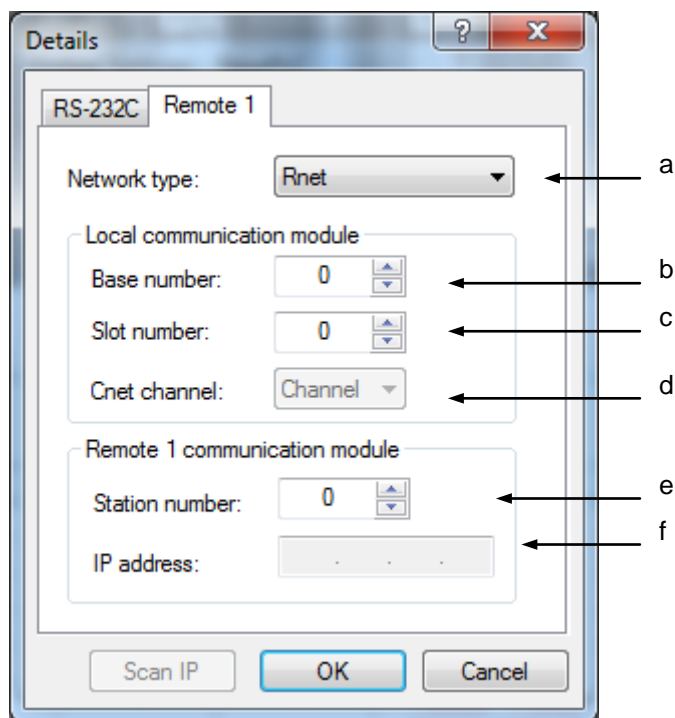 Details
RS-232C Remote 1
Network type: Rnet a
Local communication module
Base number: 0 b
Slot number: 0 c
Cnet channel: Channel d
Remote 1 communication module
Station number: 0 e
IP address: . . . f
Scan IP OK Cancel